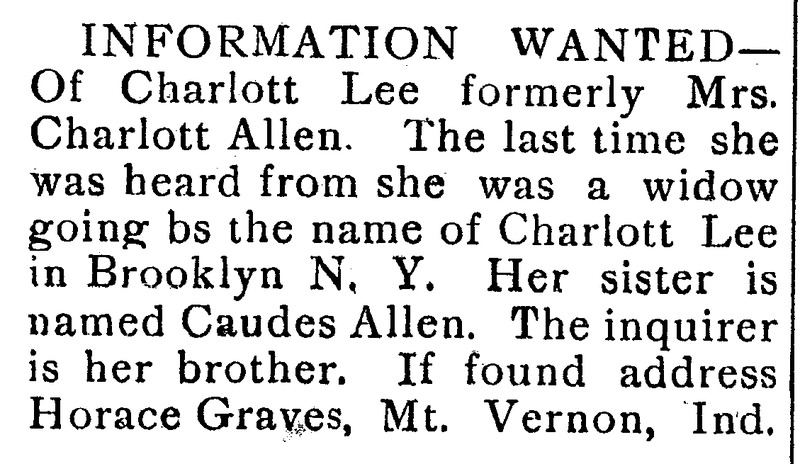 INFORMATION WANTED—
Of Charlott Lee formerly Mrs.
Charlott Allen. The last time she
was heard from she was a widow
going bs the name of Charlott Lee
in Brooklyn N. Y. Her sister is
named Caudes Allen. The inquirer
is her brother. If found address
Horace Graves, Mt. Vernon, Ind.